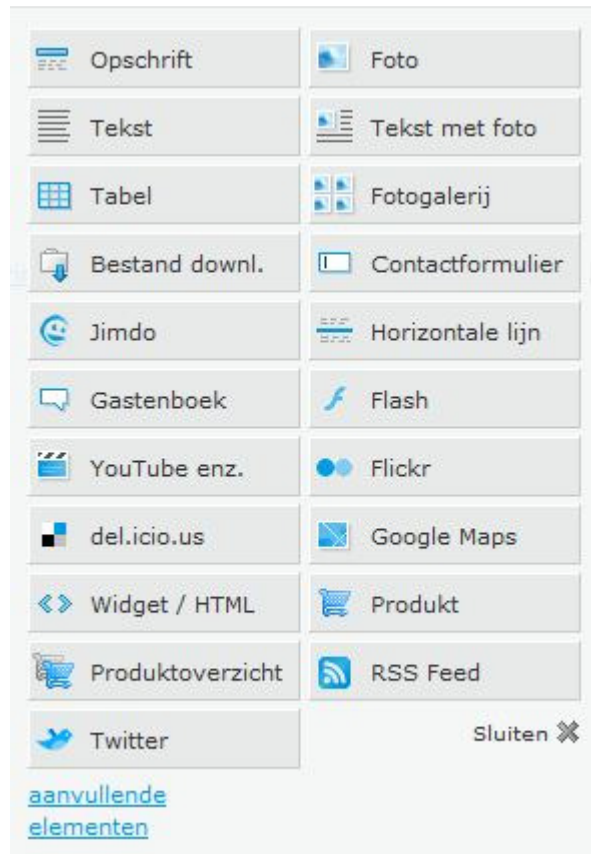 Opschrift
Foto
Tekst
Tekst met foto
Tabel
Fotogalerij
Bestand downl.
Contactformulier
Jimdo
Horizontale lijn
Gastenboek
Flash
YouTube enz.
Flickr
del.icio.us
Google Maps
Widget / HTML
Produkt
Produktoverzicht
RSS Feed
Twitter
Sluiten
aanvullende
elementen